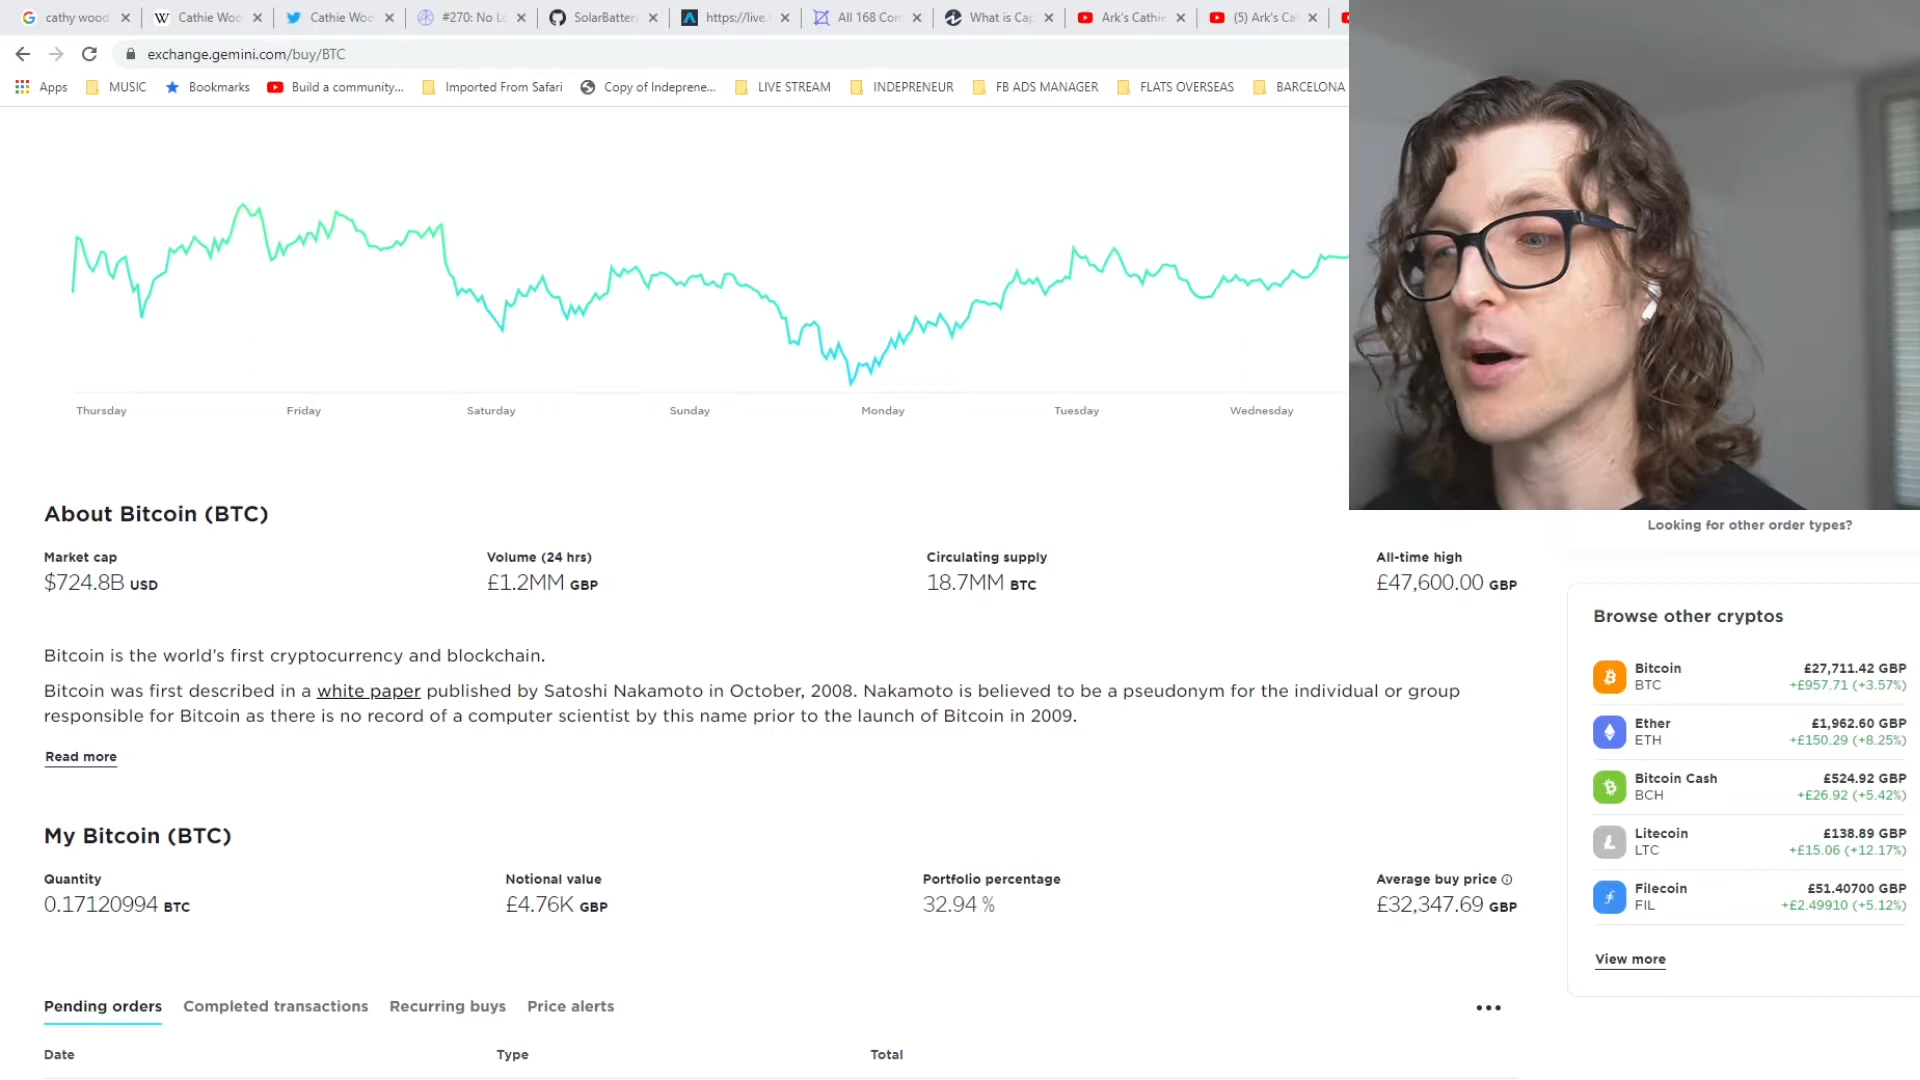 cathy wood
Cathie Woo
Cathie Woo
#270: No L
SolarBatter
https://live.
All 168 Con
What is Cap
Ark's Cathie
(5) Ark's Ca
exchange.gemini.com/buy/BTC
Apps
MUSIC
Bookmarks
Build a community...
Imported From Safari
Copy of Indeprene...
LIVE STREAM
INDEPRENEUR
FB ADS MANAGER
FLATS OVERSEAS
BARCELONA
Thursday
Friday
Saturday
Sunday
Monday
Tuesday
Wednesday
About Bitcoin (BTC)
Market cap
$724.8B USD
Volume (24 hrs)
£1.2MM GBP
Circulating supply
18.7MM BTC
All-time high
£47,600.00 GBP
Bitcoin is the world's first cryptocurrency and blockchain.
Bitcoin was first described in a white paper published by Satoshi Nakamoto in October, 2008. Nakamoto is believed to be a pseudonym for the individual or group
responsible for Bitcoin as there is no record of a computer scientist by this name prior to the launch of Bitcoin in 2009.
Read more
My Bitcoin (BTC)
Quantity
0.17120994 BTC
Notional value
£4.76K GBP
Portfolio percentage
32.94 %
Average buy price
£32,347.69 GBP
Pending orders
Completed transactions
Recurring buys
Price alerts
Date
Type
Total
Looking for other order types?
Browse other cryptos
Bitcoin
£27,711.42 GBP
BTC
+£957.71 (+3.57%)
Ether
£1,962.60 GBP
ETH
+£150.29 (+8.25%)
Bitcoin Cash
£524.92 GBP
BCH
+£26.92 (+5.42%)
Litecoin
£138.89 GBP
LTC
+£15.06 (+12.17%)
Filecoin
£51.40700 GBP
FIL
+£2.49910 (+5.12%)
View more